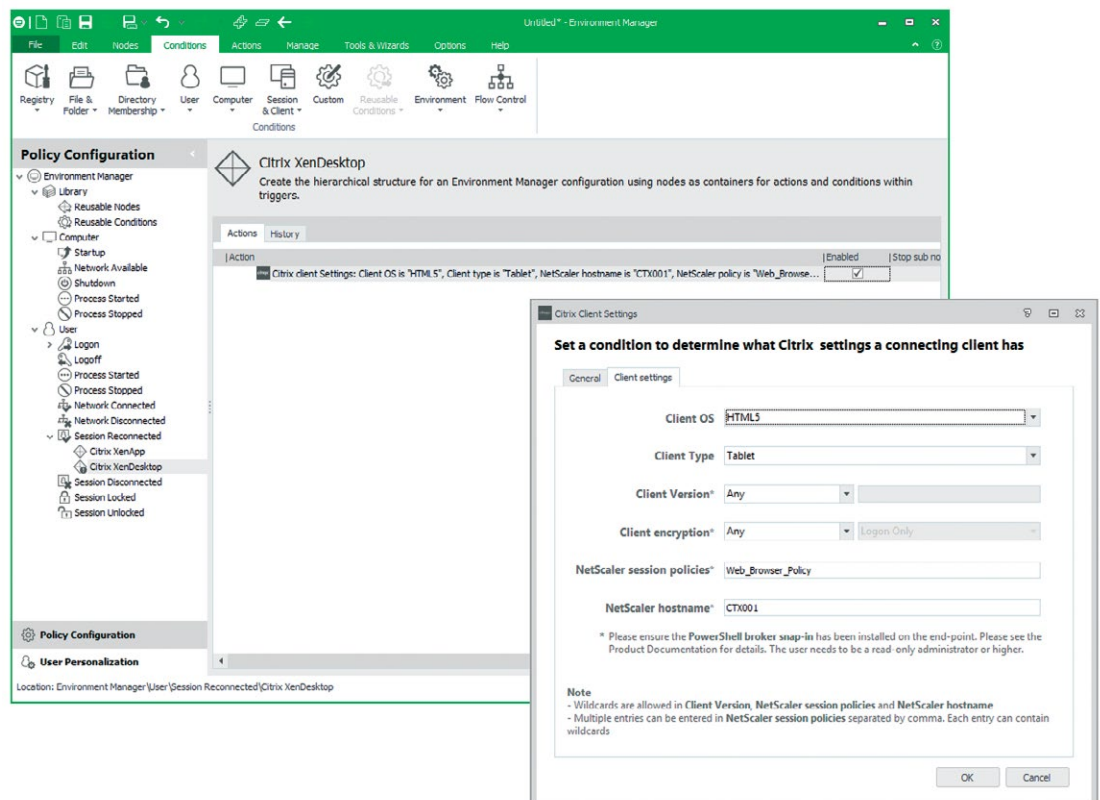 Untitled* - Environment Manager
File Edit Nodes Conditions Actions Manage Tools & Wizards Options Help
Registry File & Folder Directory Membership User Computer Session & Client Custom Reusable Conditions Environment Flow Control
Conditions
Policy Configuration
Environment Manager
Library
Reusable Nodes
Reusable Conditions
Computer
Startup
Network Available
Shutdown
Process Started
Process Stopped
User
Logon
Logoff
Process Started
Process Stopped
Network Connected
Network Disconnected
Session Reconnected
Citrix XenApp
Citrix XenDesktop
Session Disconnected
Session Locked
Session Unlocked
Policy Configuration
User Personalization
Location: Environment Manager\User\Session Reconnected\Citrix XenDesktop
Citrix XenDesktop
Create the hierarchical structure for an Environment Manager configuration using nodes as containers for actions and conditions within
triggers.
Actions History
Action Enabled Stop sub no
Citrix client Settings: Client OS is "HTML5", Client type is "Tablet", NetScaler hostname is "CTX001", NetScaler policy is "Web_Browse...
Citrix Client Settings
Set a condition to determine what Citrix settings a connecting client has
General Client settings
Client OS HTML5
Client Type Tablet
Client Version* Any
Client encryption* Any Logon Only
NetScaler session policies* Web_Browser_Policy
NetScaler hostname* CTX001
* Please ensure the PowerShell broker snap-in has been installed on the end-point. Please see the
Product Documentation for details. The user needs to be a read-only administrator or higher.
Note
- Wildcards are allowed in Client Version, NetScaler session policies and NetScaler hostname
- Multiple entries can be entered in NetScaler session policies separated by comma. Each entry can contain
wildcards
OK Cancel